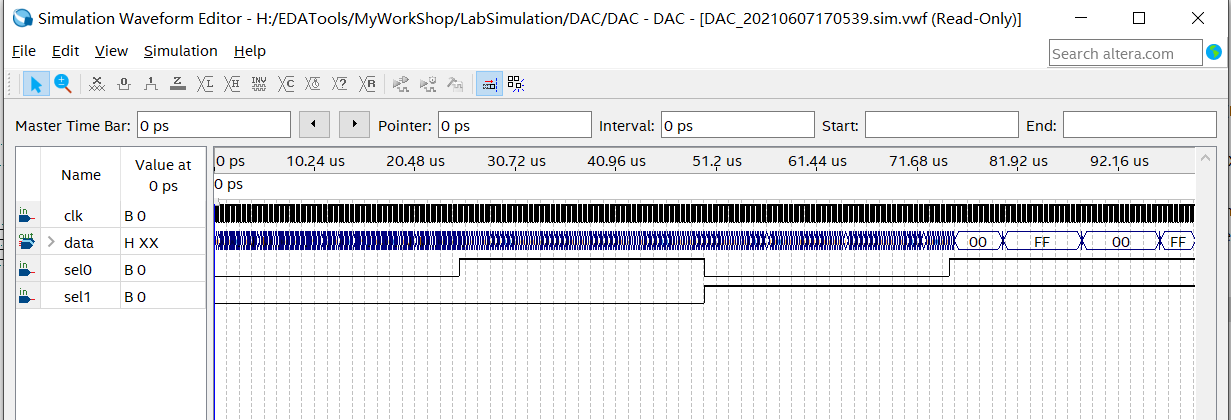 Simulation Waveform Editor - H:/EDATools/MyWorkShop/LabSimulation/DAC/DAC - DAC - [DAC_20210607170539.sim.vwf (Read-Only)]
File Edit View Simulation Help
Search altera.com
Master Time Bar: 0 ps Pointer: 0 ps Interval: 0 ps Start: End:
Name Value at 0 ps
0 ps 10.24 us 20.48 us 30.72 us 40.96 us 51.2 us 61.44 us 71.68 us 81.92 us 92.16 us
0 ps
in clk B 0
out data H XX 00 FF 00 FF
in sel0 B 0
in sel1 B 0